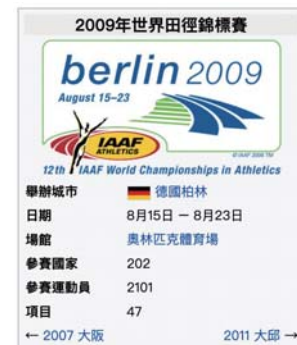 2009年世界田徑錦標賽
berlin 2009
August 15–23
IAAF
ATHLETICS
© IAAF 2006 TM
12th IAAF World Championships in Athletics
舉辦城市 德國柏林
日期 8月15日 － 8月23日
場館 奧林匹克體育場
參賽國家 202
參賽運動員 2101
項目 47
← 2007 大阪 2011 大邱 →